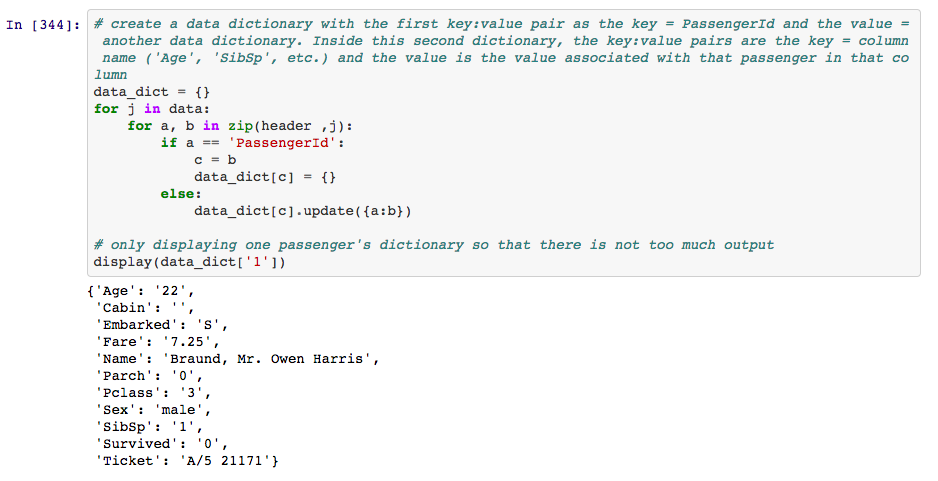 In [344]: # create a data dictionary with the first key:value pair as the key = PassengerId and the value =
another data dictionary. Inside this second dictionary, the key:value pairs are the key = column
name ('Age', 'SibSp', etc.) and the value is the value associated with that passenger in that co
lumn
data_dict = {}
for j in data:
    for a, b in zip(header ,j):
        if a == 'PassengerId':
            c = b
            data_dict[c] = {}
        else:
            data_dict[c].update({a:b})

# only displaying one passenger's dictionary so that there is not too much output
display(data_dict['1'])
{'Age': '22',
 'Cabin': '',
 'Embarked': 'S',
 'Fare': '7.25',
 'Name': 'Braund, Mr. Owen Harris',
 'Parch': '0',
 'Pclass': '3',
 'Sex': 'male',
 'SibSp': '1',
 'Survived': '0',
 'Ticket': 'A/5 21171'}